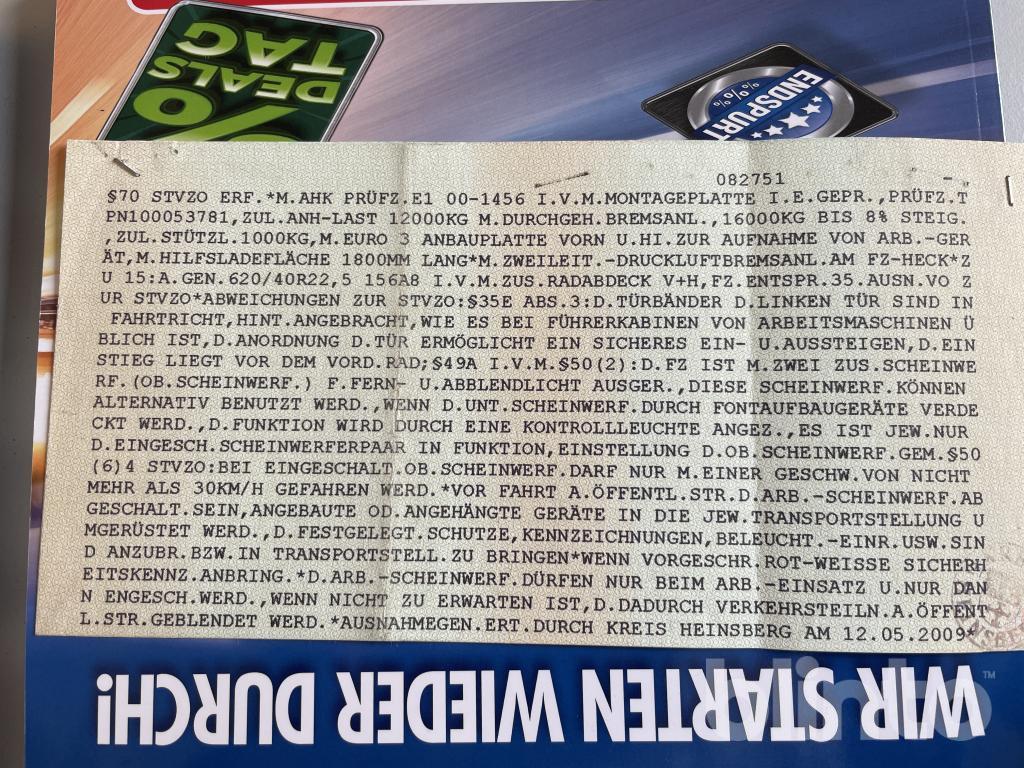 DEALS
TAG
%
ENDSPURT
%%%
082751
§70 STVZO ERF.*M.AHK PRÜFZ.E1 00-1456 I.V.M.MONTAGEPLATTE I.E.GEPR.,PRÜFZ.T
PN100053781,ZUL.ANH-LAST 12000KG M.DURCHGEH.BREMSANL.,16000KG BIS 8% STEIG.
,ZUL.STÜTZL.1000KG,M.EURO 3 ANBAUPLATTE VORN U.HI.ZUR AUFNAHME VON ARB.-GER
ÄT,M.HILFSLADEFLÄCHE 1800MM LANG*M.ZWEILEIT.-DRUCKLUFTBREMSANL.AM FZ-HECK*Z
U 15:A.GEN.620/40R22,5 156A8 I.V.M.ZUS.RADABDECK V+H,FZ.ENTSPR.35.AUSN.VO Z
UR STVZO*ABWEICHUNGEN ZUR STVZO:§35E ABS.3:D.TÜRBÄNDER D.LINKEN TÜR SIND IN
FAHRTRICHT,HINT.ANGEBRACHT,WIE ES BEI FÜHRERKABINEN VON ARBEITSMASCHINEN Ü
BLICH IST,D.ANORDNUNG D.TÜR ERMÖGLICHT EIN SICHERES EIN- U.AUSSTEIGEN,D.EIN
STIEG LIEGT VOR DEM VORD.RAD;§49A I.V.M.§50(2):D.FZ IST M.ZWEI ZUS.SCHEINWE
RF.(OB.SCHEINWERF.) F.FERN- U.ABBLENDLICHT AUSGER.,DIESE SCHEINWERF.KÖNNEN
ALTERNATIV BENUTZT WERD.,WENN D.UNT.SCHEINWERF.DURCH FONTAUFBAUGERÄTE VERDE
CKT WERD.,D.FUNKTION WIRD DURCH EINE KONTROLLLEUCHTE ANGEZ.,ES IST JEW.NUR
D.EINGESCH.SCHEINWERFERPAAR IN FUNKTION,EINSTELLUNG D.OB.SCHEINWERF.GEM.§50
(6)4 STVZO:BEI EINGESCHALT.OB.SCHEINWERF.DARF NUR M.EINER GESCHW.VON NICHT
MEHR ALS 30KM/H GEFAHREN WERD.*VOR FAHRT A.ÖFFENTL.STR.D.ARB.-SCHEINWERF.AB
GESCHALT.SEIN,ANGEBAUTE OD.ANGEHÄNGTE GERÄTE IN DIE JEW.TRANSPORTSTELLUNG U
MGERÜSTET WERD.,D.FESTGELEGT.SCHUTZE,KENNZEICHNUNGEN,BELEUCHT.-EINR.USW.SIN
D ANZUBR.BZW.IN TRANSPORTSTELL.ZU BRINGEN*WENN VORGESCHR.ROT-WEISSE SICHERH
EITSKENNZ.ANBRING.*D.ARB.-SCHEINWERF.DÜRFEN NUR BEIM ARB.-EINSATZ U.NUR DAN
N ENGESCH.WERD.,WENN NICHT ZU ERWARTEN IST,D.DADURCH VERKEHRSTEILN.A.ÖFFENT
L.STR.GEBLENDET WERD.*AUSNAHMEGEN.ERT.DURCH KREIS HEINSBERG AM 12.05.2009*
WIR STARTEN WIEDER DURCH!
blinto™